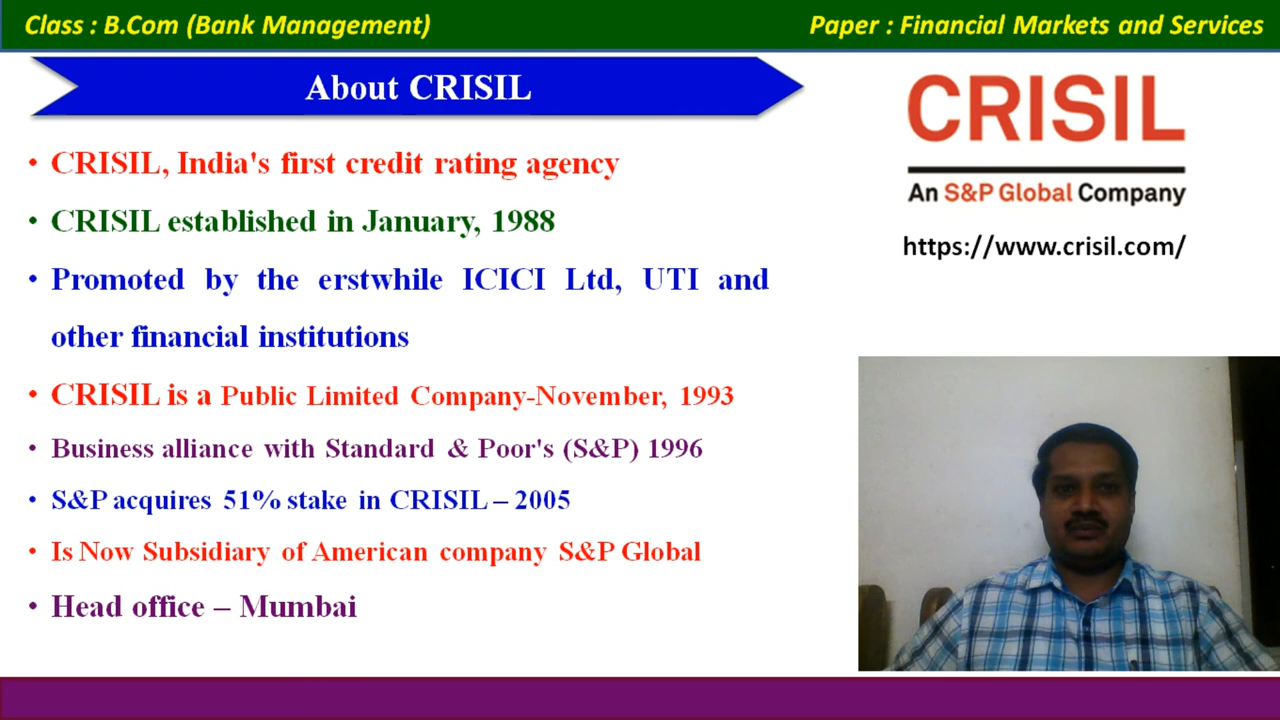 Class : B.Com (Bank Management)
Paper : Financial Markets and Services
About CRISIL
• CRISIL, India's first credit rating agency
• CRISIL established in January, 1988
• Promoted by the erstwhile ICICI Ltd, UTI and
other financial institutions
• CRISIL is a Public Limited Company-November, 1993
• Business alliance with Standard & Poor's (S&P) 1996
• S&P acquires 51% stake in CRISIL – 2005
• Is Now Subsidiary of American company S&P Global
• Head office – Mumbai
CRISIL
An S&P Global Company
https://www.crisil.com/